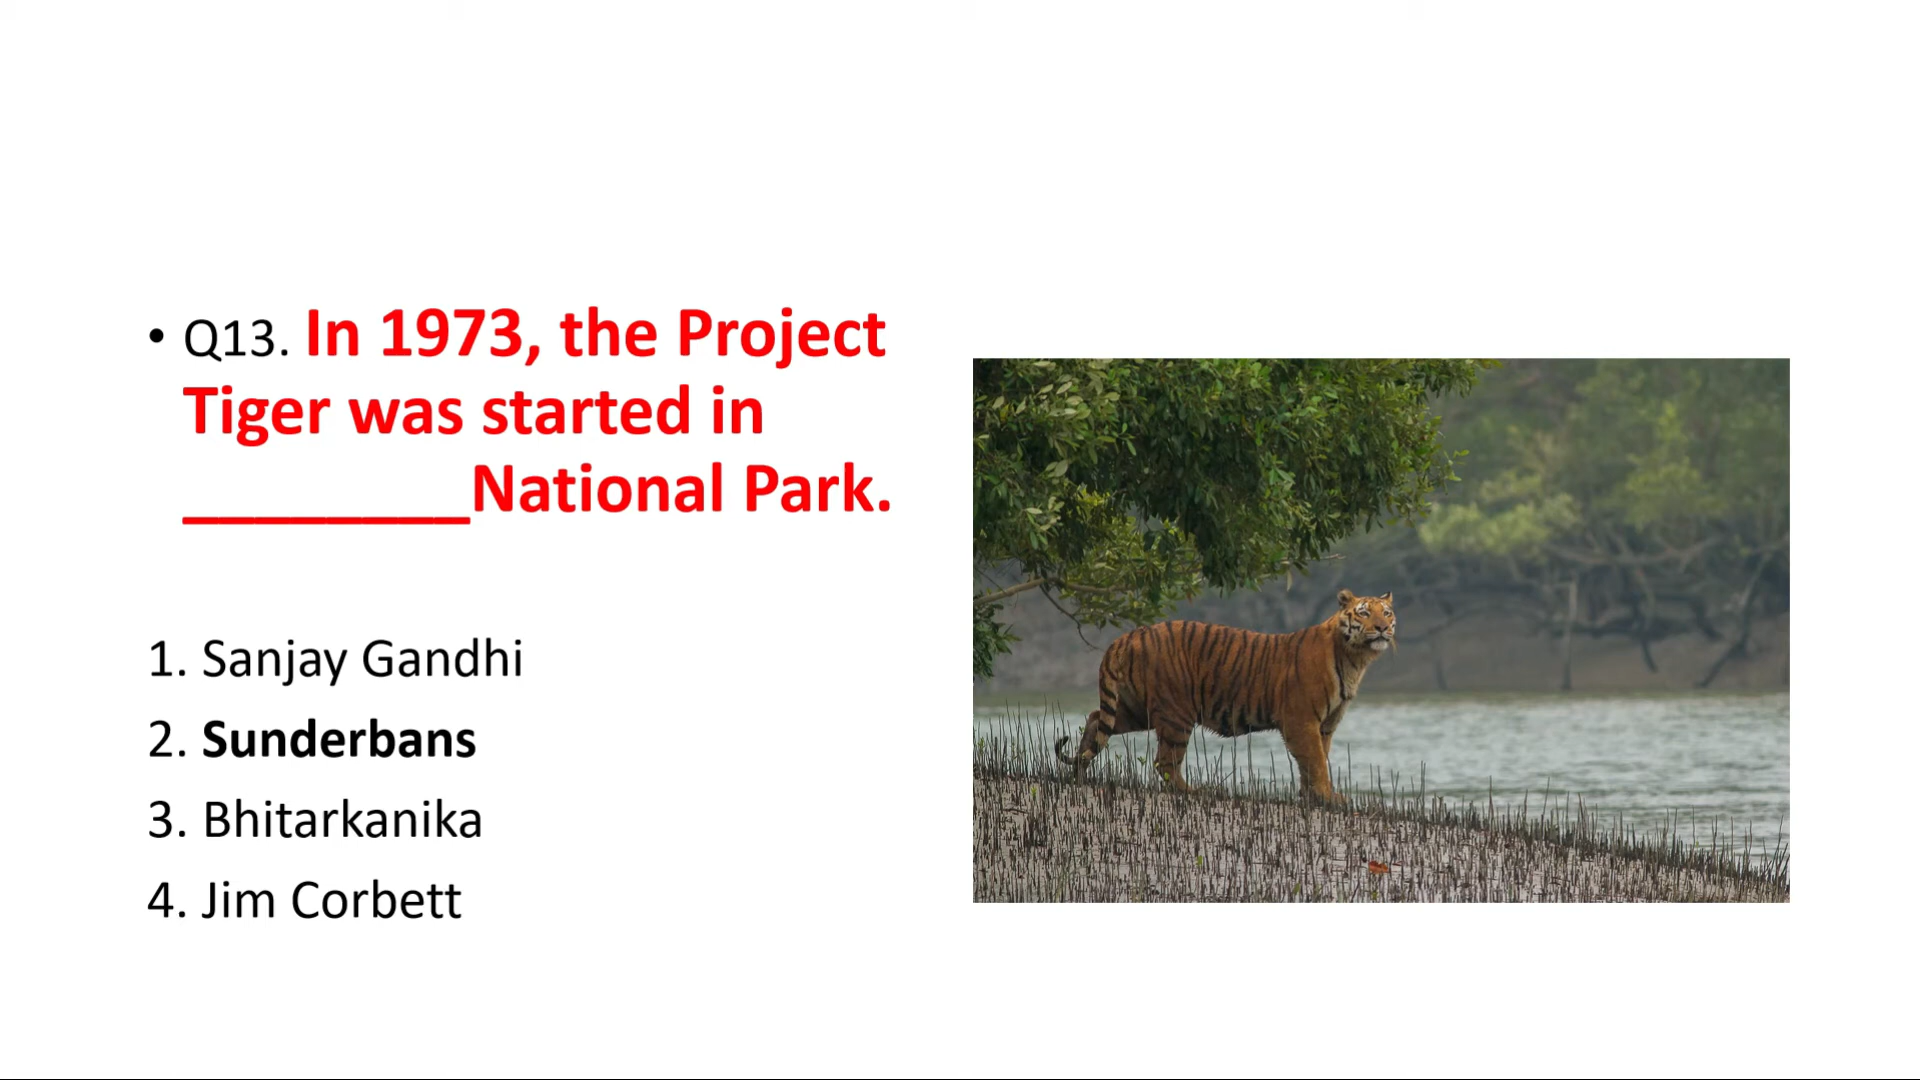 • Q13. In 1973, the Project
Tiger was started in
________National Park.
1. Sanjay Gandhi
2. Sunderbans
3. Bhitarkanika
4. Jim Corbett